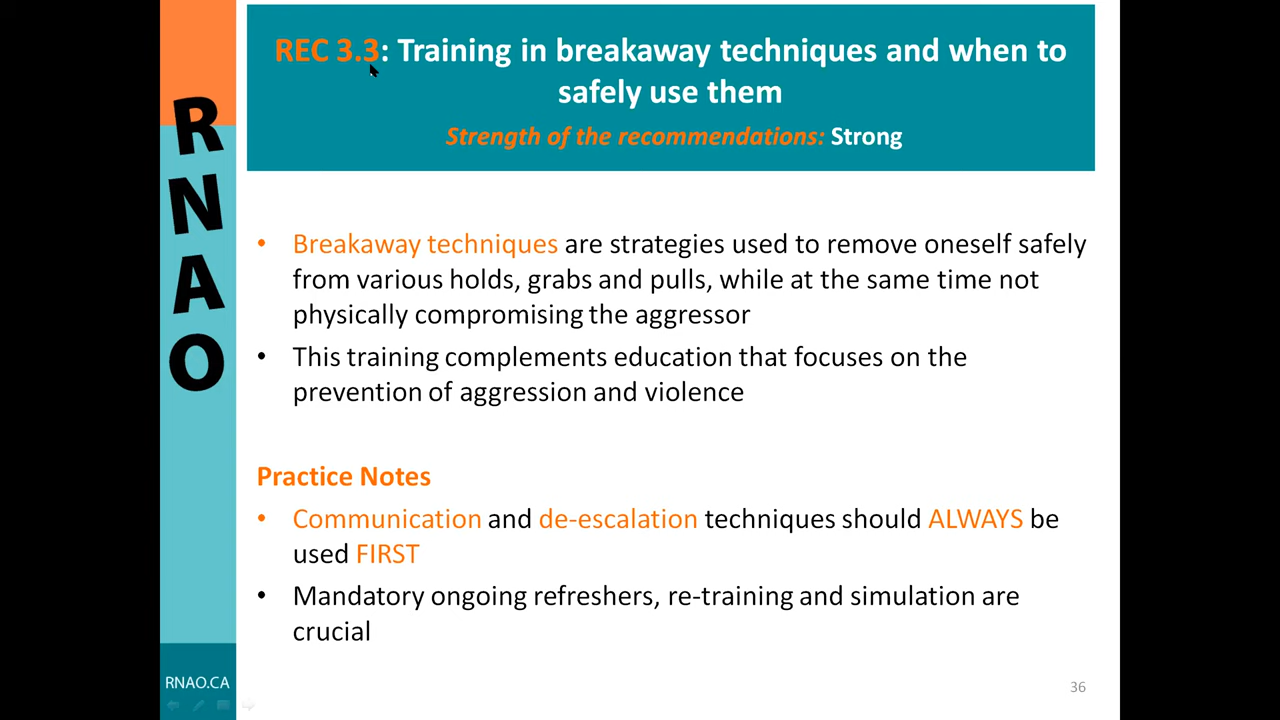 RNAO
REC 3.3: Training in breakaway techniques and when to
safely use them
Strength of the recommendations: Strong
• Breakaway techniques are strategies used to remove oneself safely
from various holds, grabs and pulls, while at the same time not
physically compromising the aggressor
• This training complements education that focuses on the
prevention of aggression and violence
Practice Notes
• Communication and de-escalation techniques should ALWAYS be
used FIRST
• Mandatory ongoing refreshers, re-training and simulation are
crucial
RNAO.CA
36